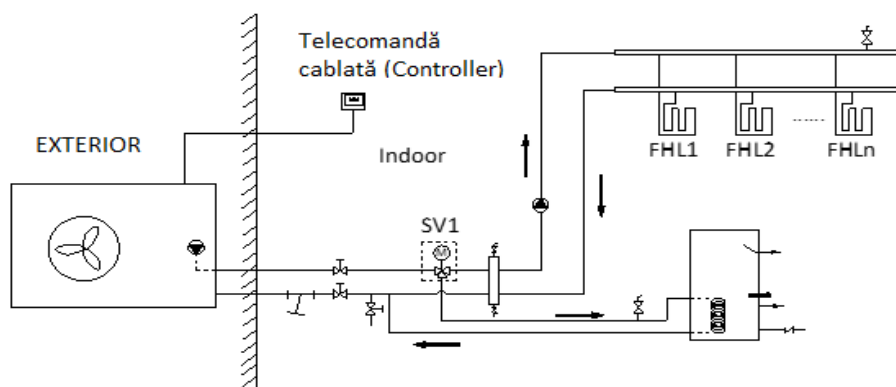 Telecomandă
cablată (Controller)
EXTERIOR
Indoor
FHL1
FHL2
FHLn
SV1
M